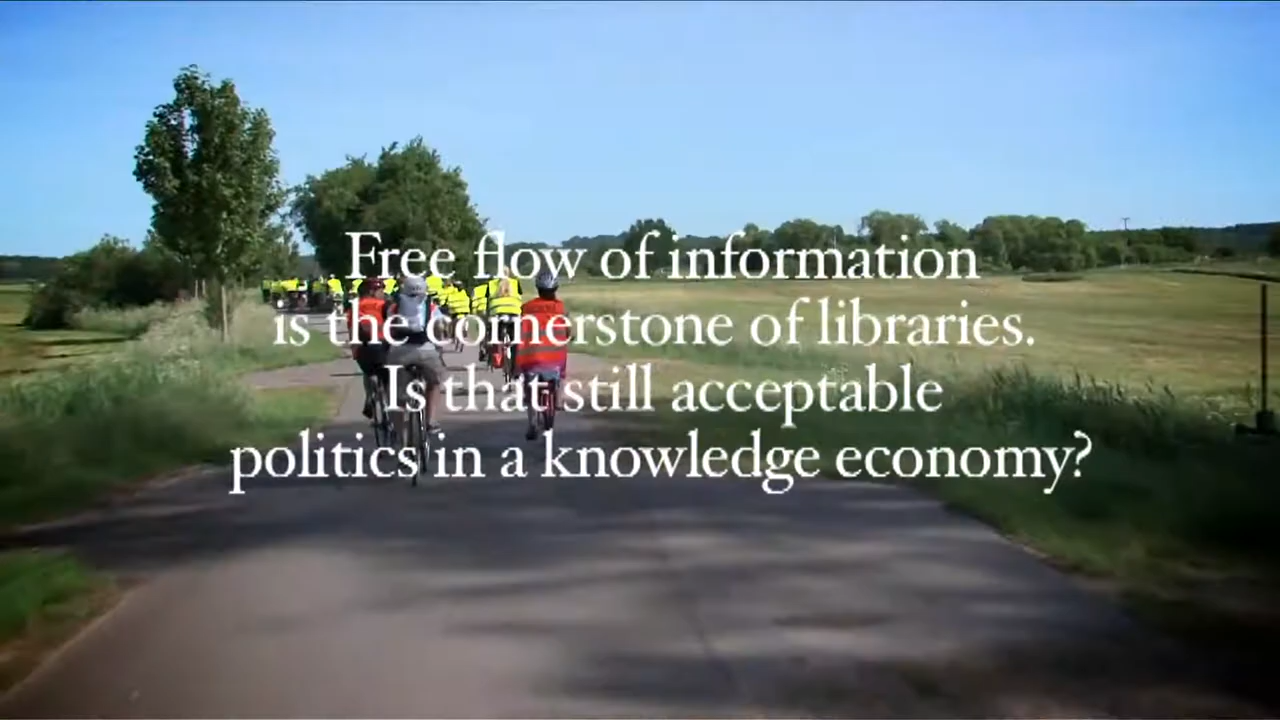 Free flow of information
is the cornerstone of libraries.
Is that still acceptable
politics in a knowledge economy?